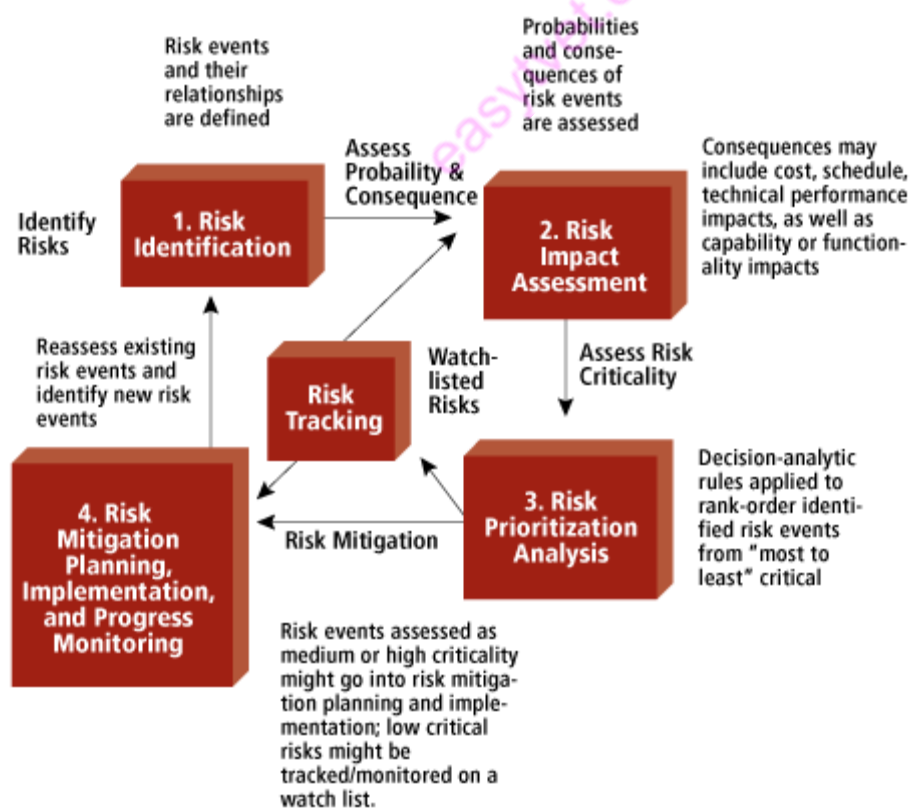 Risk events
and their
relationships
are defined
Probabilities
and conse-
quences of
risk events
are assessed
Assess
Probaility &
Consequence
Consequences may
include cost, schedule,
technical performance
impacts, as well as
capability or function-
ality impacts
Identify
Risks
1. Risk
Identification
2. Risk
Impact
Assessment
Reassess existing
risk events and
identify new risk
events
Risk
Tracking
Watch-
listed
Risks
Assess Risk
Criticality
4. Risk
Mitigation
Planning,
Implementation,
and Progress
Monitoring
Risk Mitigation
3. Risk
Prioritization
Analysis
Decision-analytic
rules applied to
rank-order identi-
fied risk events
from "most to
least" critical
Risk events assessed as
medium or high criticality
might go into risk mitiga-
tion planning and imple-
mentation; low critical
risks might be
tracked/monitored on a
watch list.